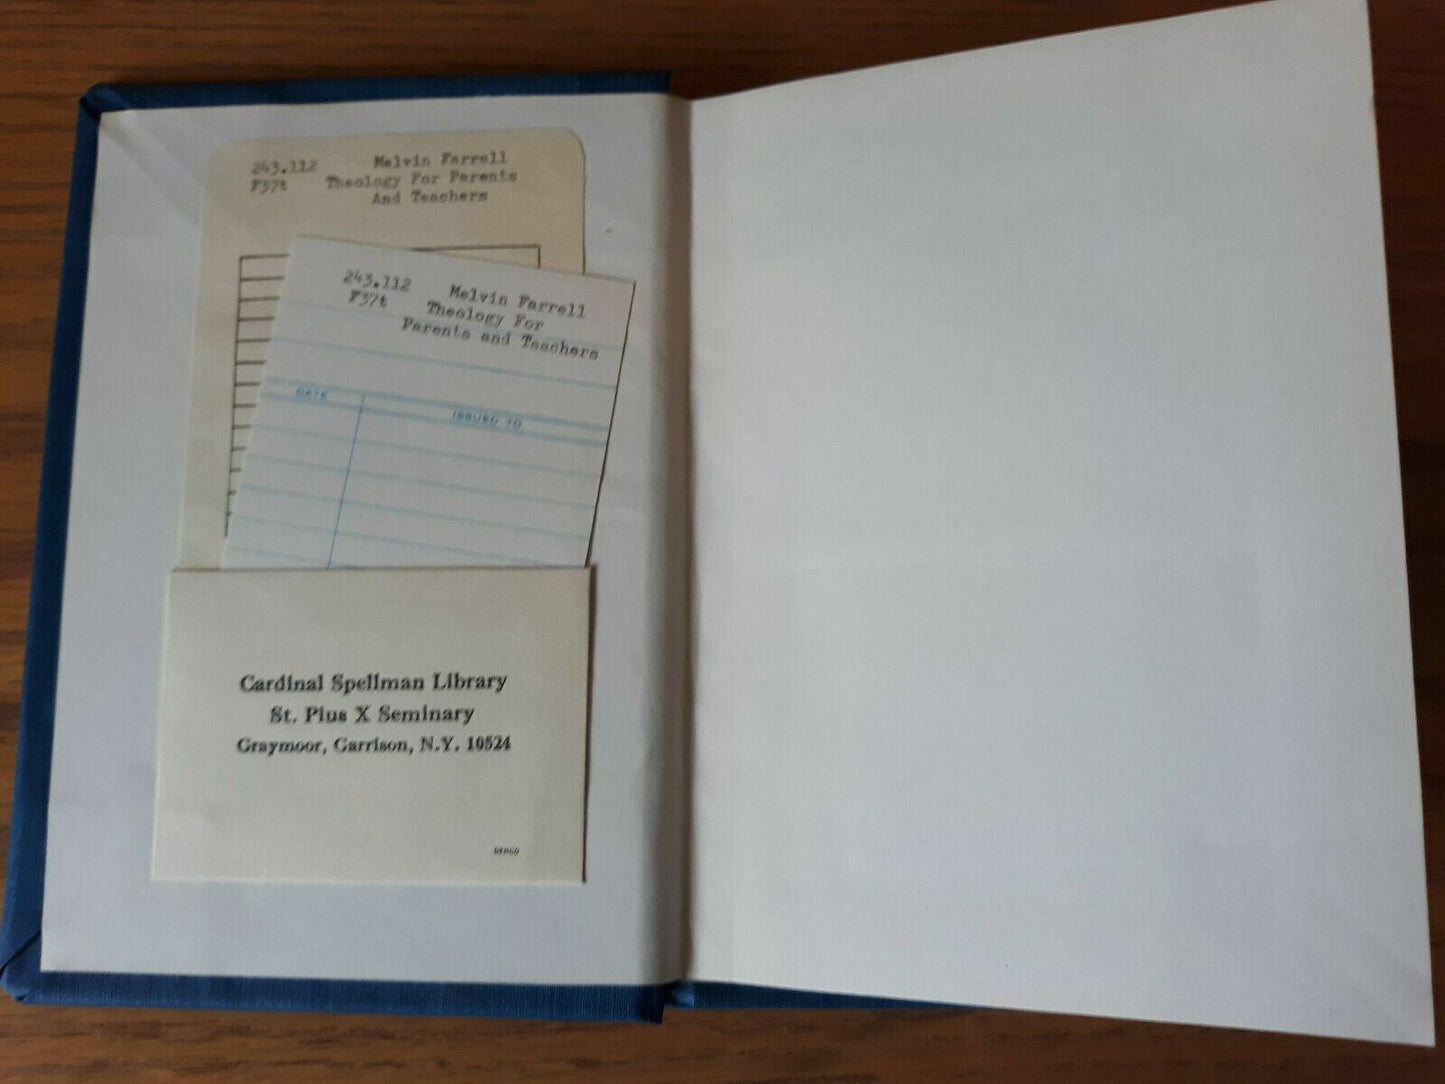 243.112 Melvin Farrell
F37t Theology For Parents
And Teachers
243.112 Melvin Farrell
F37t Theology For
Parents and Teachers
DATE ISSUED TO
Cardinal Spellman Library
St. Pius X Seminary
Graymoor, Garrison, N.Y. 10524
DEMCO